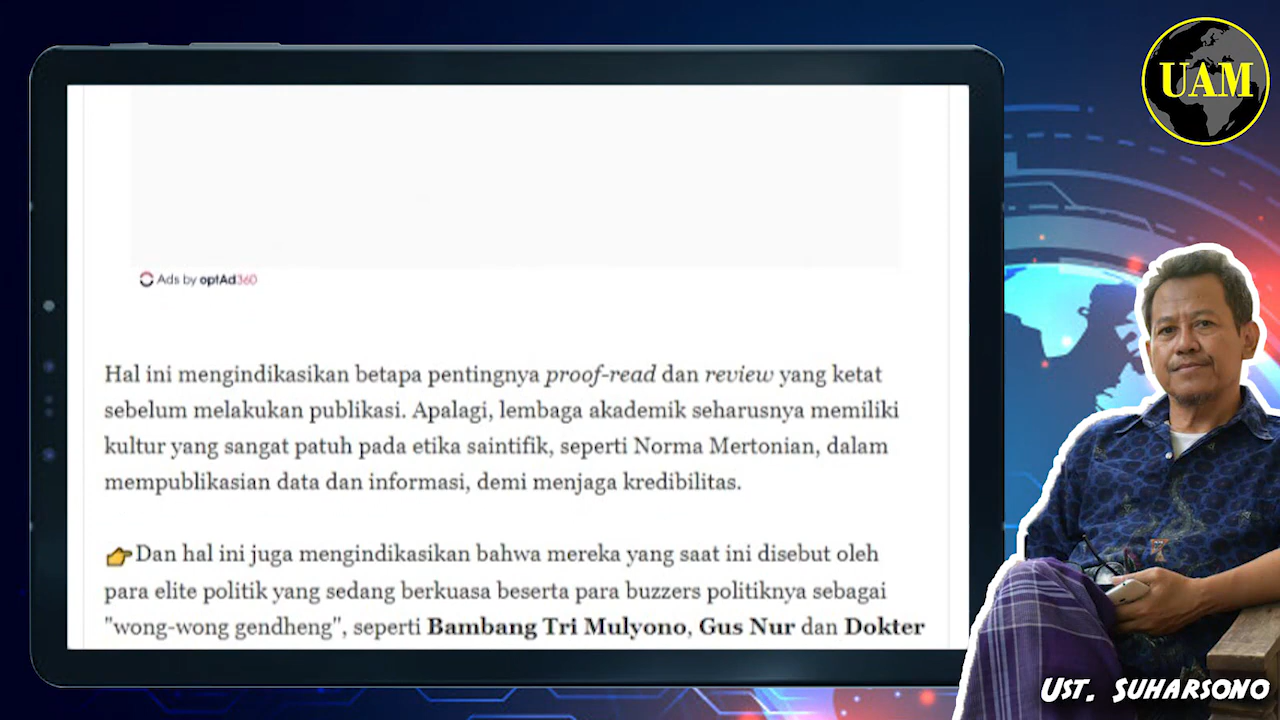 UAM
Ads by optAd360
Hal ini mengindikasikan betapa pentingnya proof-read dan review yang ketat
sebelum melakukan publikasi. Apalagi, lembaga akademik seharusnya memiliki
kultur yang sangat patuh pada etika saintifik, seperti Norma Mertonian, dalam
mempublikasian data dan informasi, demi menjaga kredibilitas.
👉Dan hal ini juga mengindikasikan bahwa mereka yang saat ini disebut oleh
para elite politik yang sedang berkuasa beserta para buzzers politiknya sebagai
"wong-wong gendheng", seperti Bambang Tri Mulyono, Gus Nur dan Dokter
UST. SUHARSONO